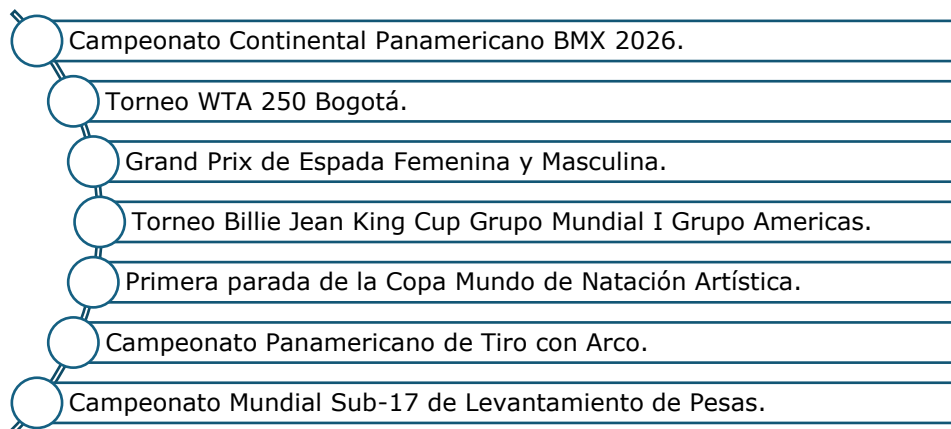 Campeonato Continental Panamericano BMX 2026.
Torneo WTA 250 Bogotá.
Grand Prix de Espada Femenina y Masculina.
Torneo Billie Jean King Cup Grupo Mundial I Grupo Americas.
Primera parada de la Copa Mundo de Natación Artística.
Campeonato Panamericano de Tiro con Arco.
Campeonato Mundial Sub-17 de Levantamiento de Pesas.